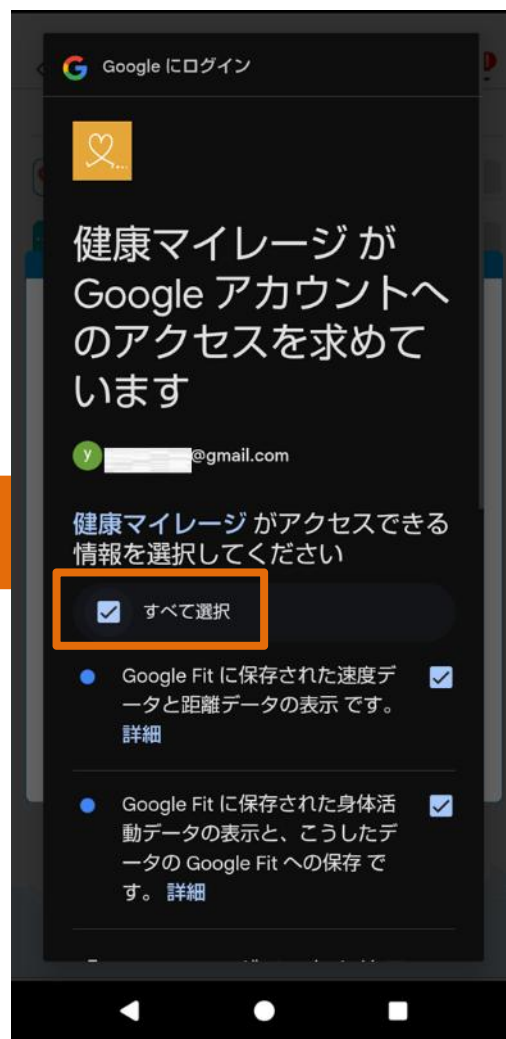 Google にログイン
健康マイレージ が
Google アカウントへ
のアクセスを求めて
います
y
@gmail.com
健康マイレージ がアクセスできる
情報を選択してください
すべて選択
Google Fit に保存された速度デ
ータと距離データの表示 です。
詳細
Google Fit に保存された身体活
動データの表示と、こうしたデ
ータの Google Fit への保存 で
す。 詳細